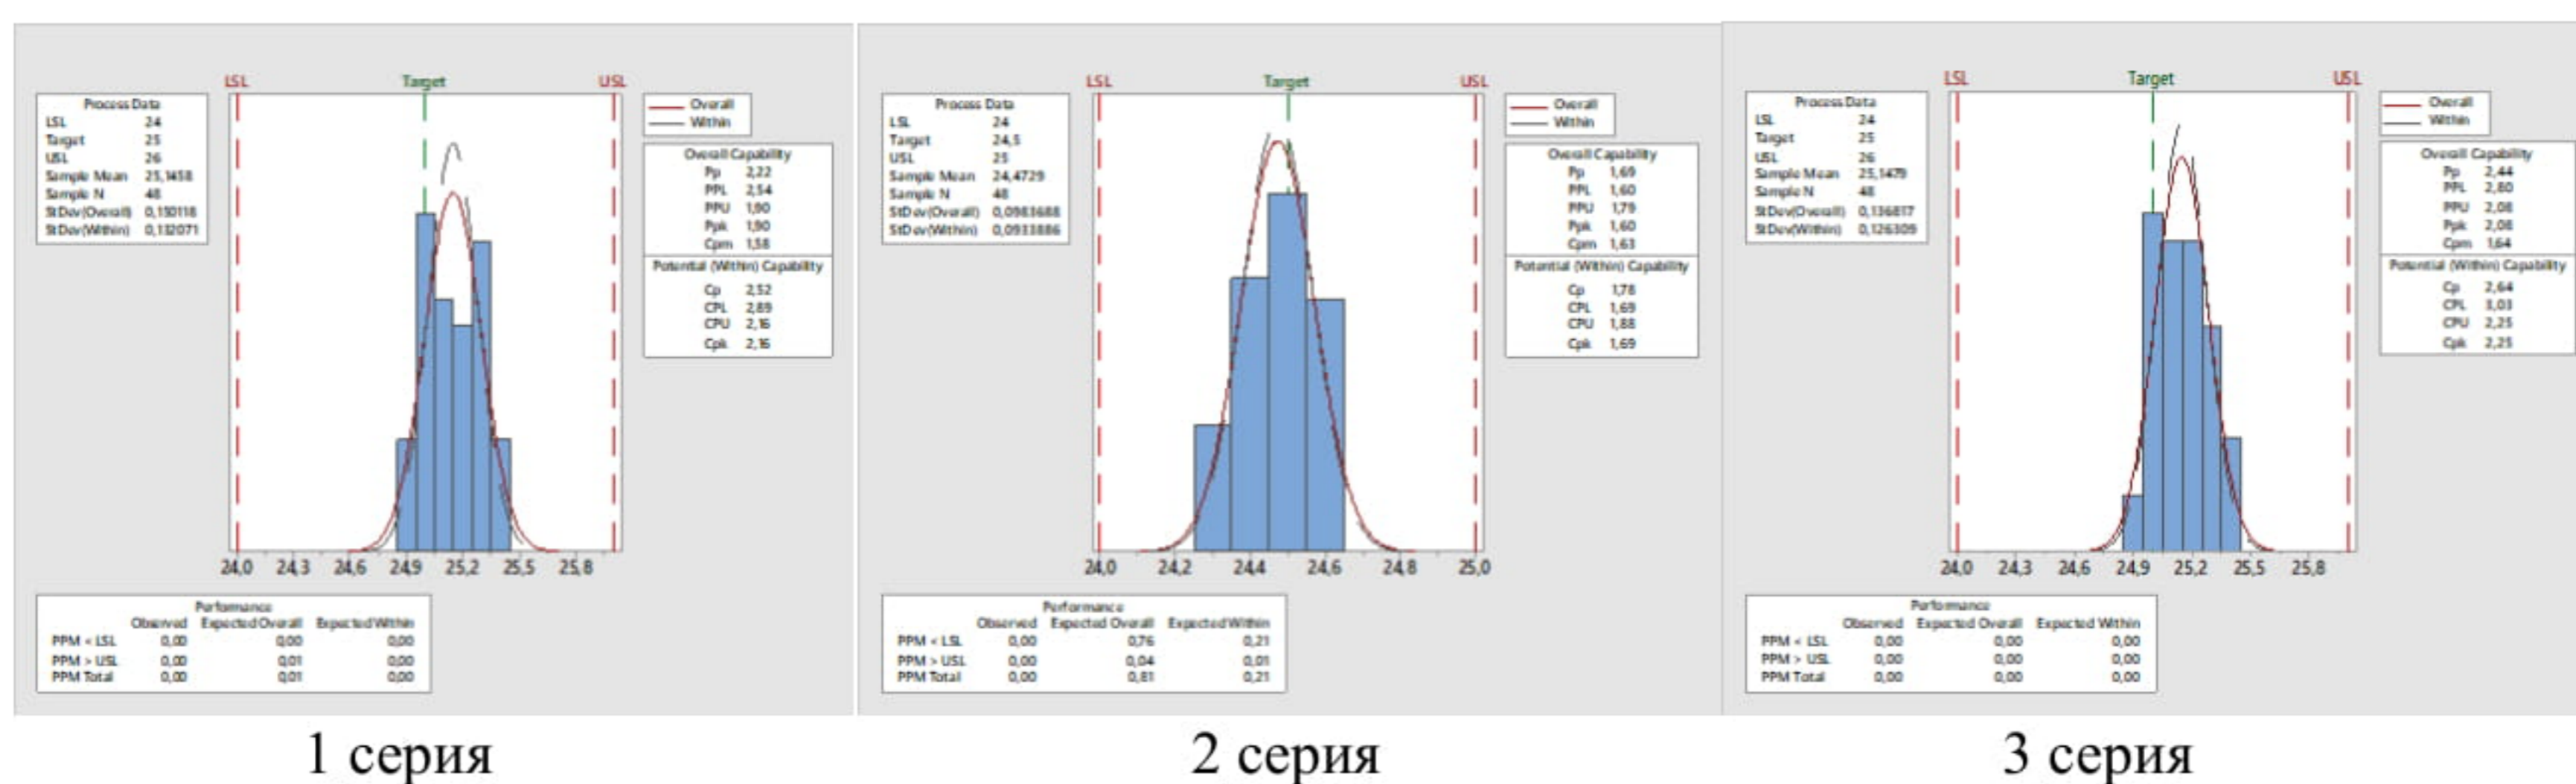 LSL Target USL
Process Data
LSL 24
Target 25
USL 26
Sample Mean 25,1458
Sample N 48
StDev(Overall) 0,150118
StDev(Within) 0,132071
Overall
Within
Overall Capability
Pp 2,22
PPL 2,54
PPU 1,90
Ppk 1,90
Cpm 1,58
Potential (Within) Capability
Cp 2,52
CPL 2,89
CPU 2,16
Cpk 2,16
24,0 24,3 24,6 24,9 25,2 25,5 25,8
Performance
Observed Expected Overall Expected Within
PPM < LSL 0,00 0,00 0,00
PPM > USL 0,00 0,01 0,00
PPM Total 0,00 0,01 0,00
1 серия
LSL Target USL
Process Data
LSL 24
Target 24,5
USL 25
Sample Mean 24,4729
Sample N 48
StDev(Overall) 0,0983688
StDev(Within) 0,0933886
Overall
Within
Overall Capability
Pp 1,69
PPL 1,60
PPU 1,79
Ppk 1,60
Cpm 1,63
Potential (Within) Capability
Cp 1,78
CPL 1,69
CPU 1,88
Cpk 1,69
24,0 24,2 24,4 24,6 24,8 25,0
Performance
Observed Expected Overall Expected Within
PPM < LSL 0,00 0,76 0,21
PPM > USL 0,00 0,04 0,01
PPM Total 0,00 0,81 0,21
2 серия
LSL Target USL
Process Data
LSL 24
Target 25
USL 26
Sample Mean 25,1479
Sample N 48
StDev(Overall) 0,136817
StDev(Within) 0,126309
Overall
Within
Overall Capability
Pp 2,44
PPL 2,80
PPU 2,08
Ppk 2,08
Cpm 1,64
Potential (Within) Capability
Cp 2,64
CPL 3,03
CPU 2,25
Cpk 2,25
24,0 24,3 24,6 24,9 25,2 25,5 25,8
Performance
Observed Expected Overall Expected Within
PPM < LSL 0,00 0,00 0,00
PPM > USL 0,00 0,00 0,00
PPM Total 0,00 0,00 0,00
3 серия